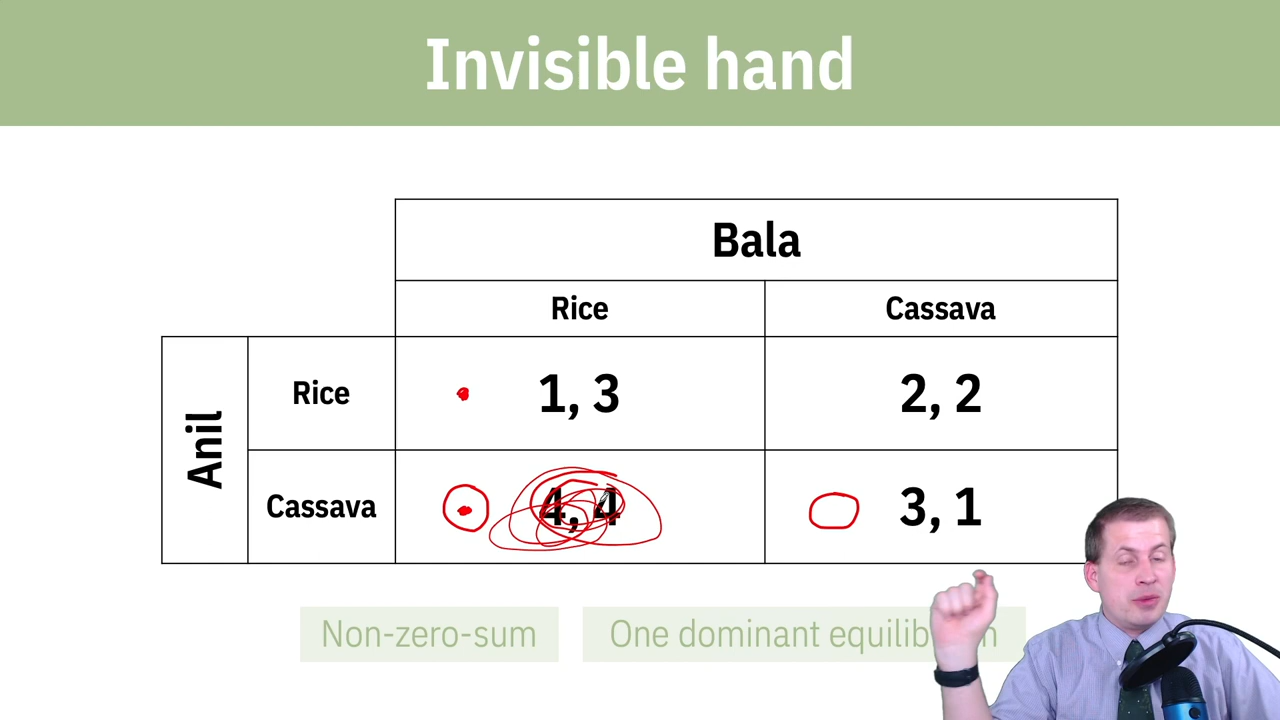 Invisible hand
Bala
Rice
Cassava
Anil
Rice
1, 3
2, 2
Cassava
4, 4
3, 1
Non-zero-sum
One dominant